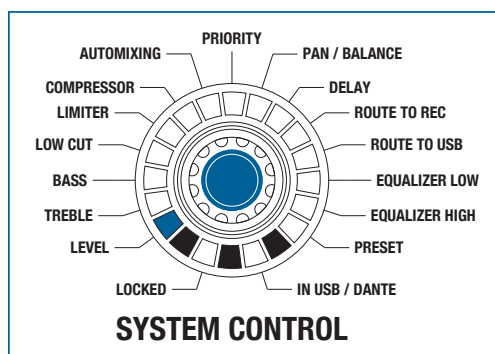 PRIORITY
AUTOMIXING
PAN / BALANCE
COMPRESSOR
DELAY
LIMITER
ROUTE TO REC
LOW CUT
ROUTE TO USB
BASS
EQUALIZER LOW
TREBLE
EQUALIZER HIGH
LEVEL
PRESET
LOCKED
IN USB / DANTE
SYSTEM CONTROL